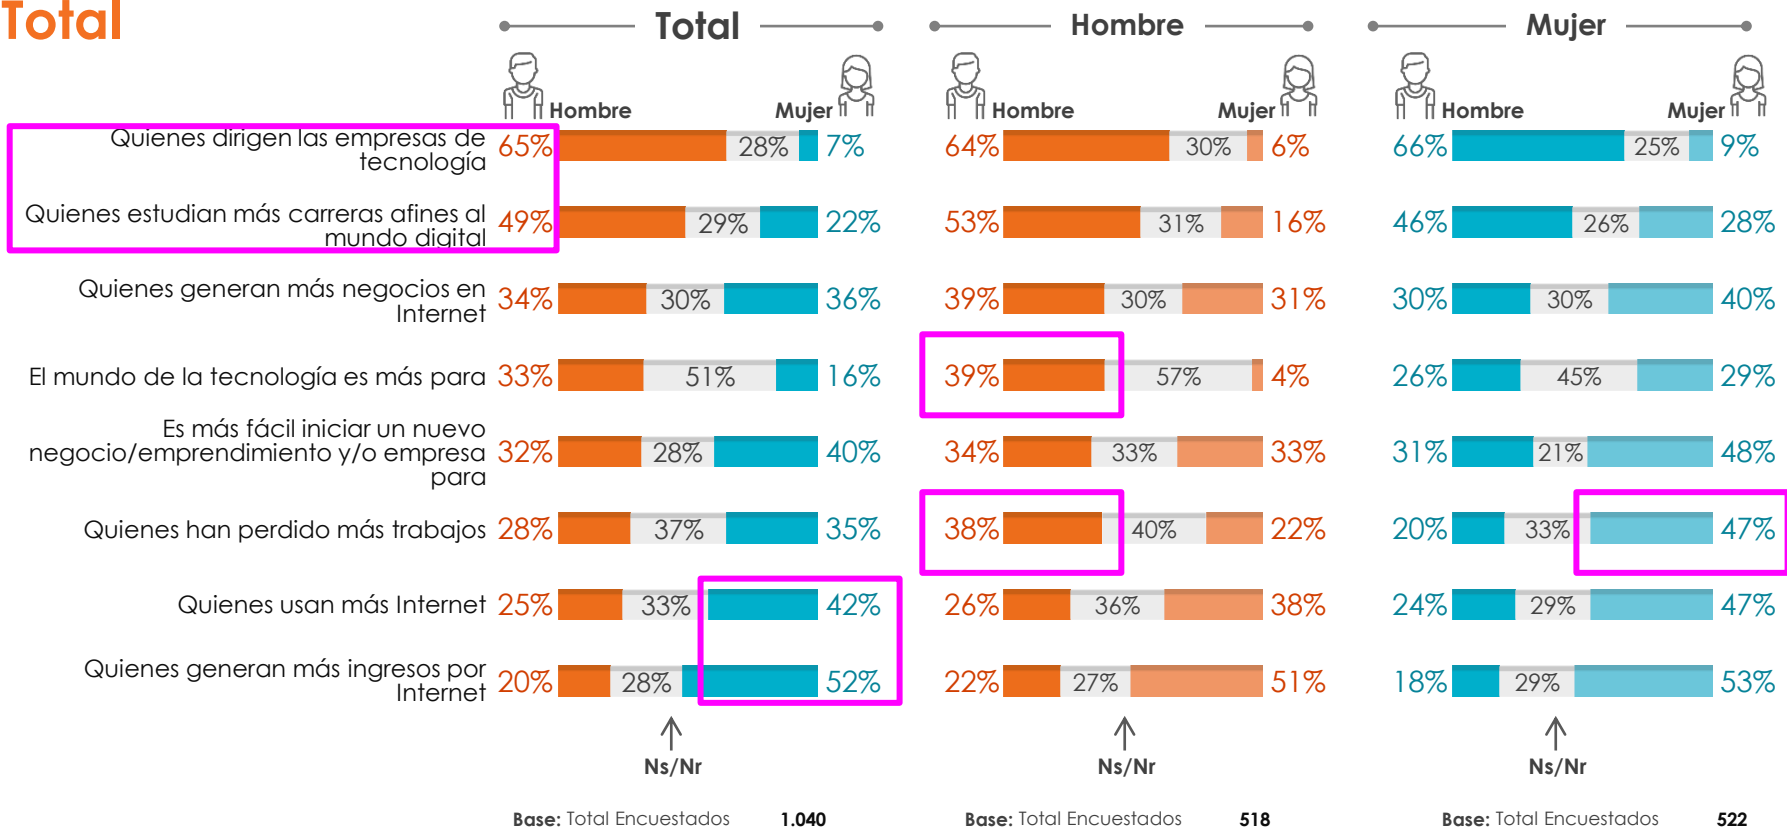 Total
Total
Hombre
Mujer
Hombre Mujer
Hombre Mujer
Hombre Mujer
Quienes dirigen las empresas de
tecnología
65% 28% 7%
64% 30% 6%
66% 25% 9%
Quienes estudian más carreras afines al
mundo digital
49% 29% 22%
53% 31% 16%
46% 26% 28%
Quienes generan más negocios en
Internet
34% 30% 36%
39% 30% 31%
30% 30% 40%
El mundo de la tecnología es más para
33% 51% 16%
39% 57% 4%
26% 45% 29%
Es más fácil iniciar un nuevo
negocio/emprendimiento y/o empresa
para
32% 28% 40%
34% 33% 33%
31% 21% 48%
Quienes han perdido más trabajos
28% 37% 35%
38% 40% 22%
20% 33% 47%
Quienes usan más Internet
25% 33% 42%
26% 36% 38%
24% 29% 47%
Quienes generan más ingresos por
Internet
20% 28% 52%
22% 27% 51%
18% 29% 53%
Ns/Nr
Ns/Nr
Ns/Nr
Base: Total Encuestados 1.040
Base: Total Encuestados 518
Base: Total Encuestados 522